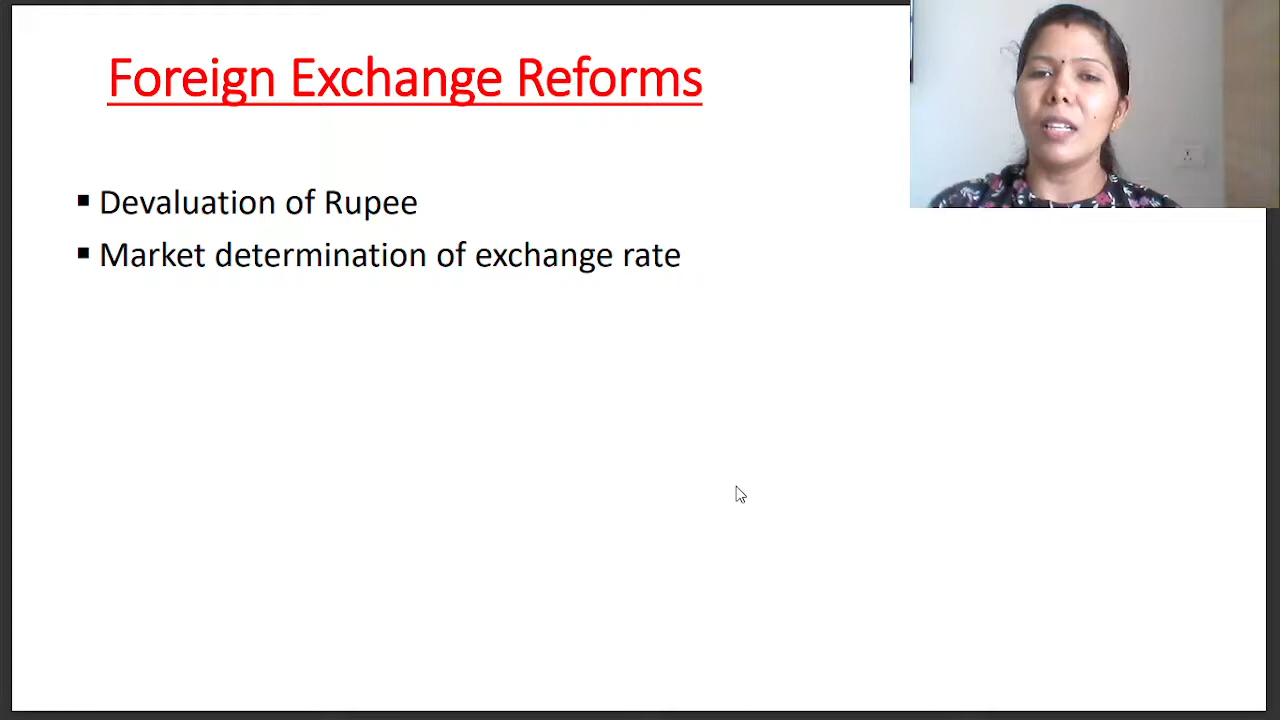 Foreign Exchange Reforms
▪ Devaluation of Rupee
▪ Market determination of exchange rate